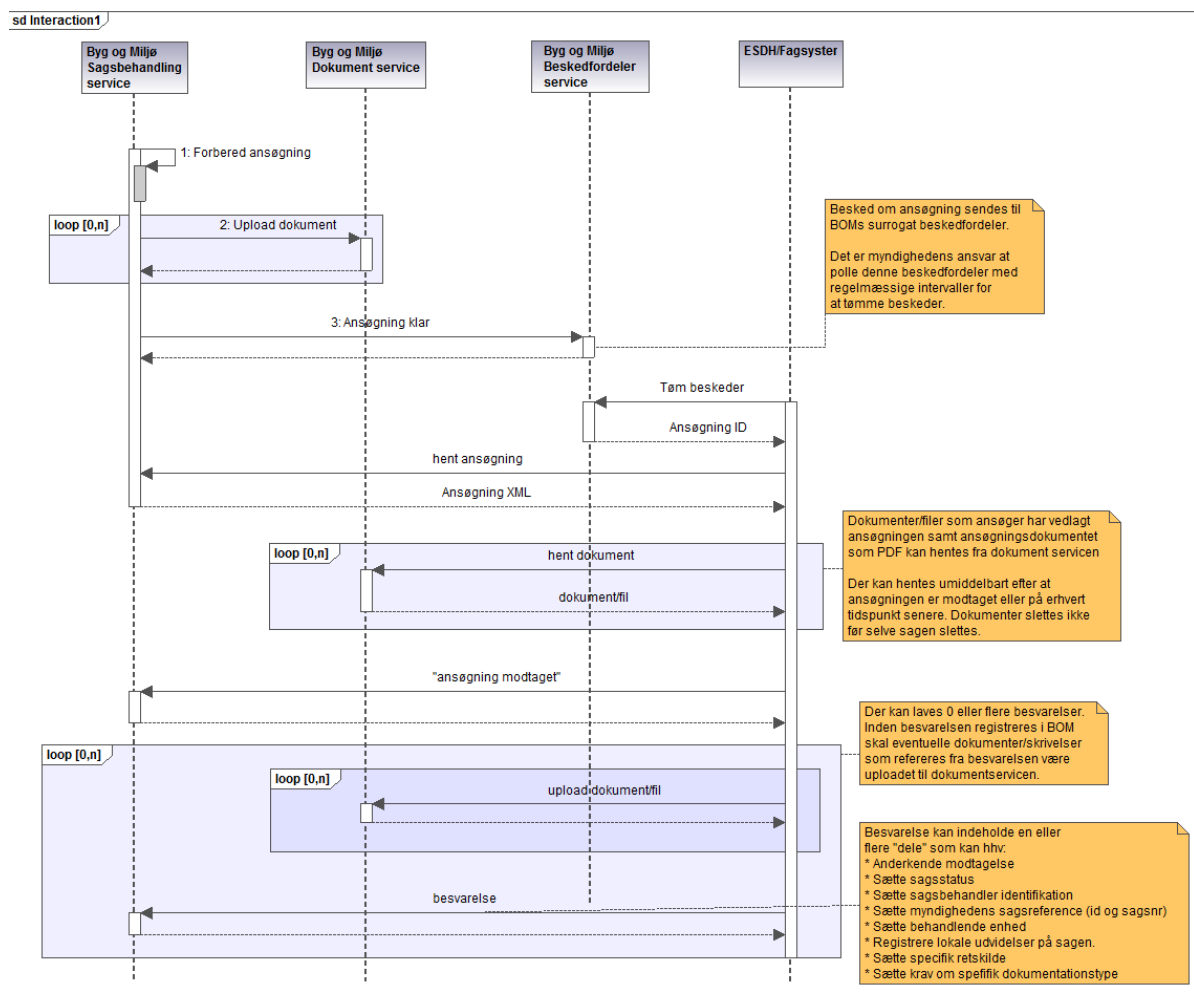 sd Interaction1
Byg og Miljø
Sagsbehandling
service
Byg og Miljø
Dokument service
Byg og Miljø
Beskedfordeler
service
ESDH/Fagsyster
1: Forbered ansøgning
loop [0,n]
2: Upload dokument
Besked om ansøgning sendes til
BOMs surrogat beskedfordeler.
Det er myndighedens ansvar at
polle denne beskedfordeler med
regelmæssige intervaller for
at tømme beskeder.
3: Ansøgning klar
Tøm beskeder
Ansøgning ID
hent ansøgning
Ansøgning XML
Dokumenter/filer som ansøger har vedlagt
ansøgningen samt ansøgningsdokumentet
som PDF kan hentes fra dokument servicen
Der kan hentes umiddelbart efter at
ansøgningen er modtaget eller på erhvert
tidspunkt senere. Dokumenter slettes ikke
før selve sagen slettes.
loop [0,n]
hent dokument
dokument/fil
"ansøgning modtaget"
Der kan laves 0 eller flere besvarelser.
Inden besvarelsen registreres i BOM
skal eventuelle dokumenter/skrivelser
som refereres fra besvarelsen være
uploadet til dokumentservicen.
loop [0,n]
loop [0,n]
upload dokument/fil
Besvarelse kan indeholde en eller
flere "dele" som kan hhv:
* Anderkende modtagelse
* Sætte sagsstatus
* Sætte sagsbehandler identifikation
* Sætte myndighedens sagsreference (id og sagsnr)
* Sætte behandlende enhed
* Registrere lokale udvidelser på sagen.
* Sætte specifik retskilde
* Sætte krav om spefifik dokumentationstype
besvarelse